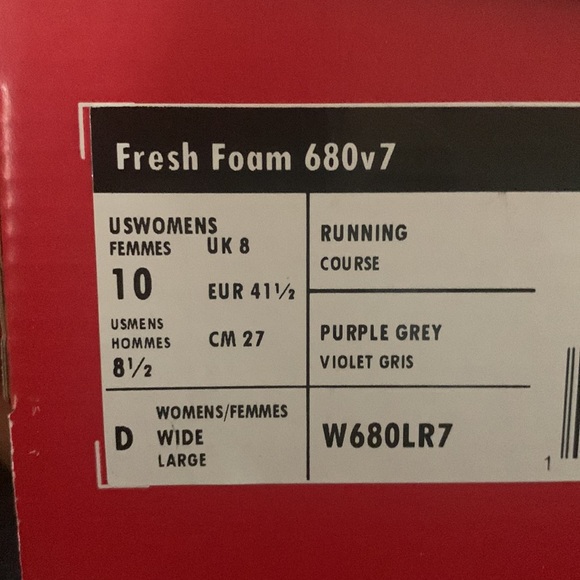 Fresh Foam 680v7
USWOMENS
FEMMES UK 8
10 EUR 41½
USMENS
HOMMES CM 27
8½
RUNNING
COURSE
PURPLE GREY
VIOLET GRIS
D WOMENS/FEMMES
WIDE
LARGE
W680LR7
1